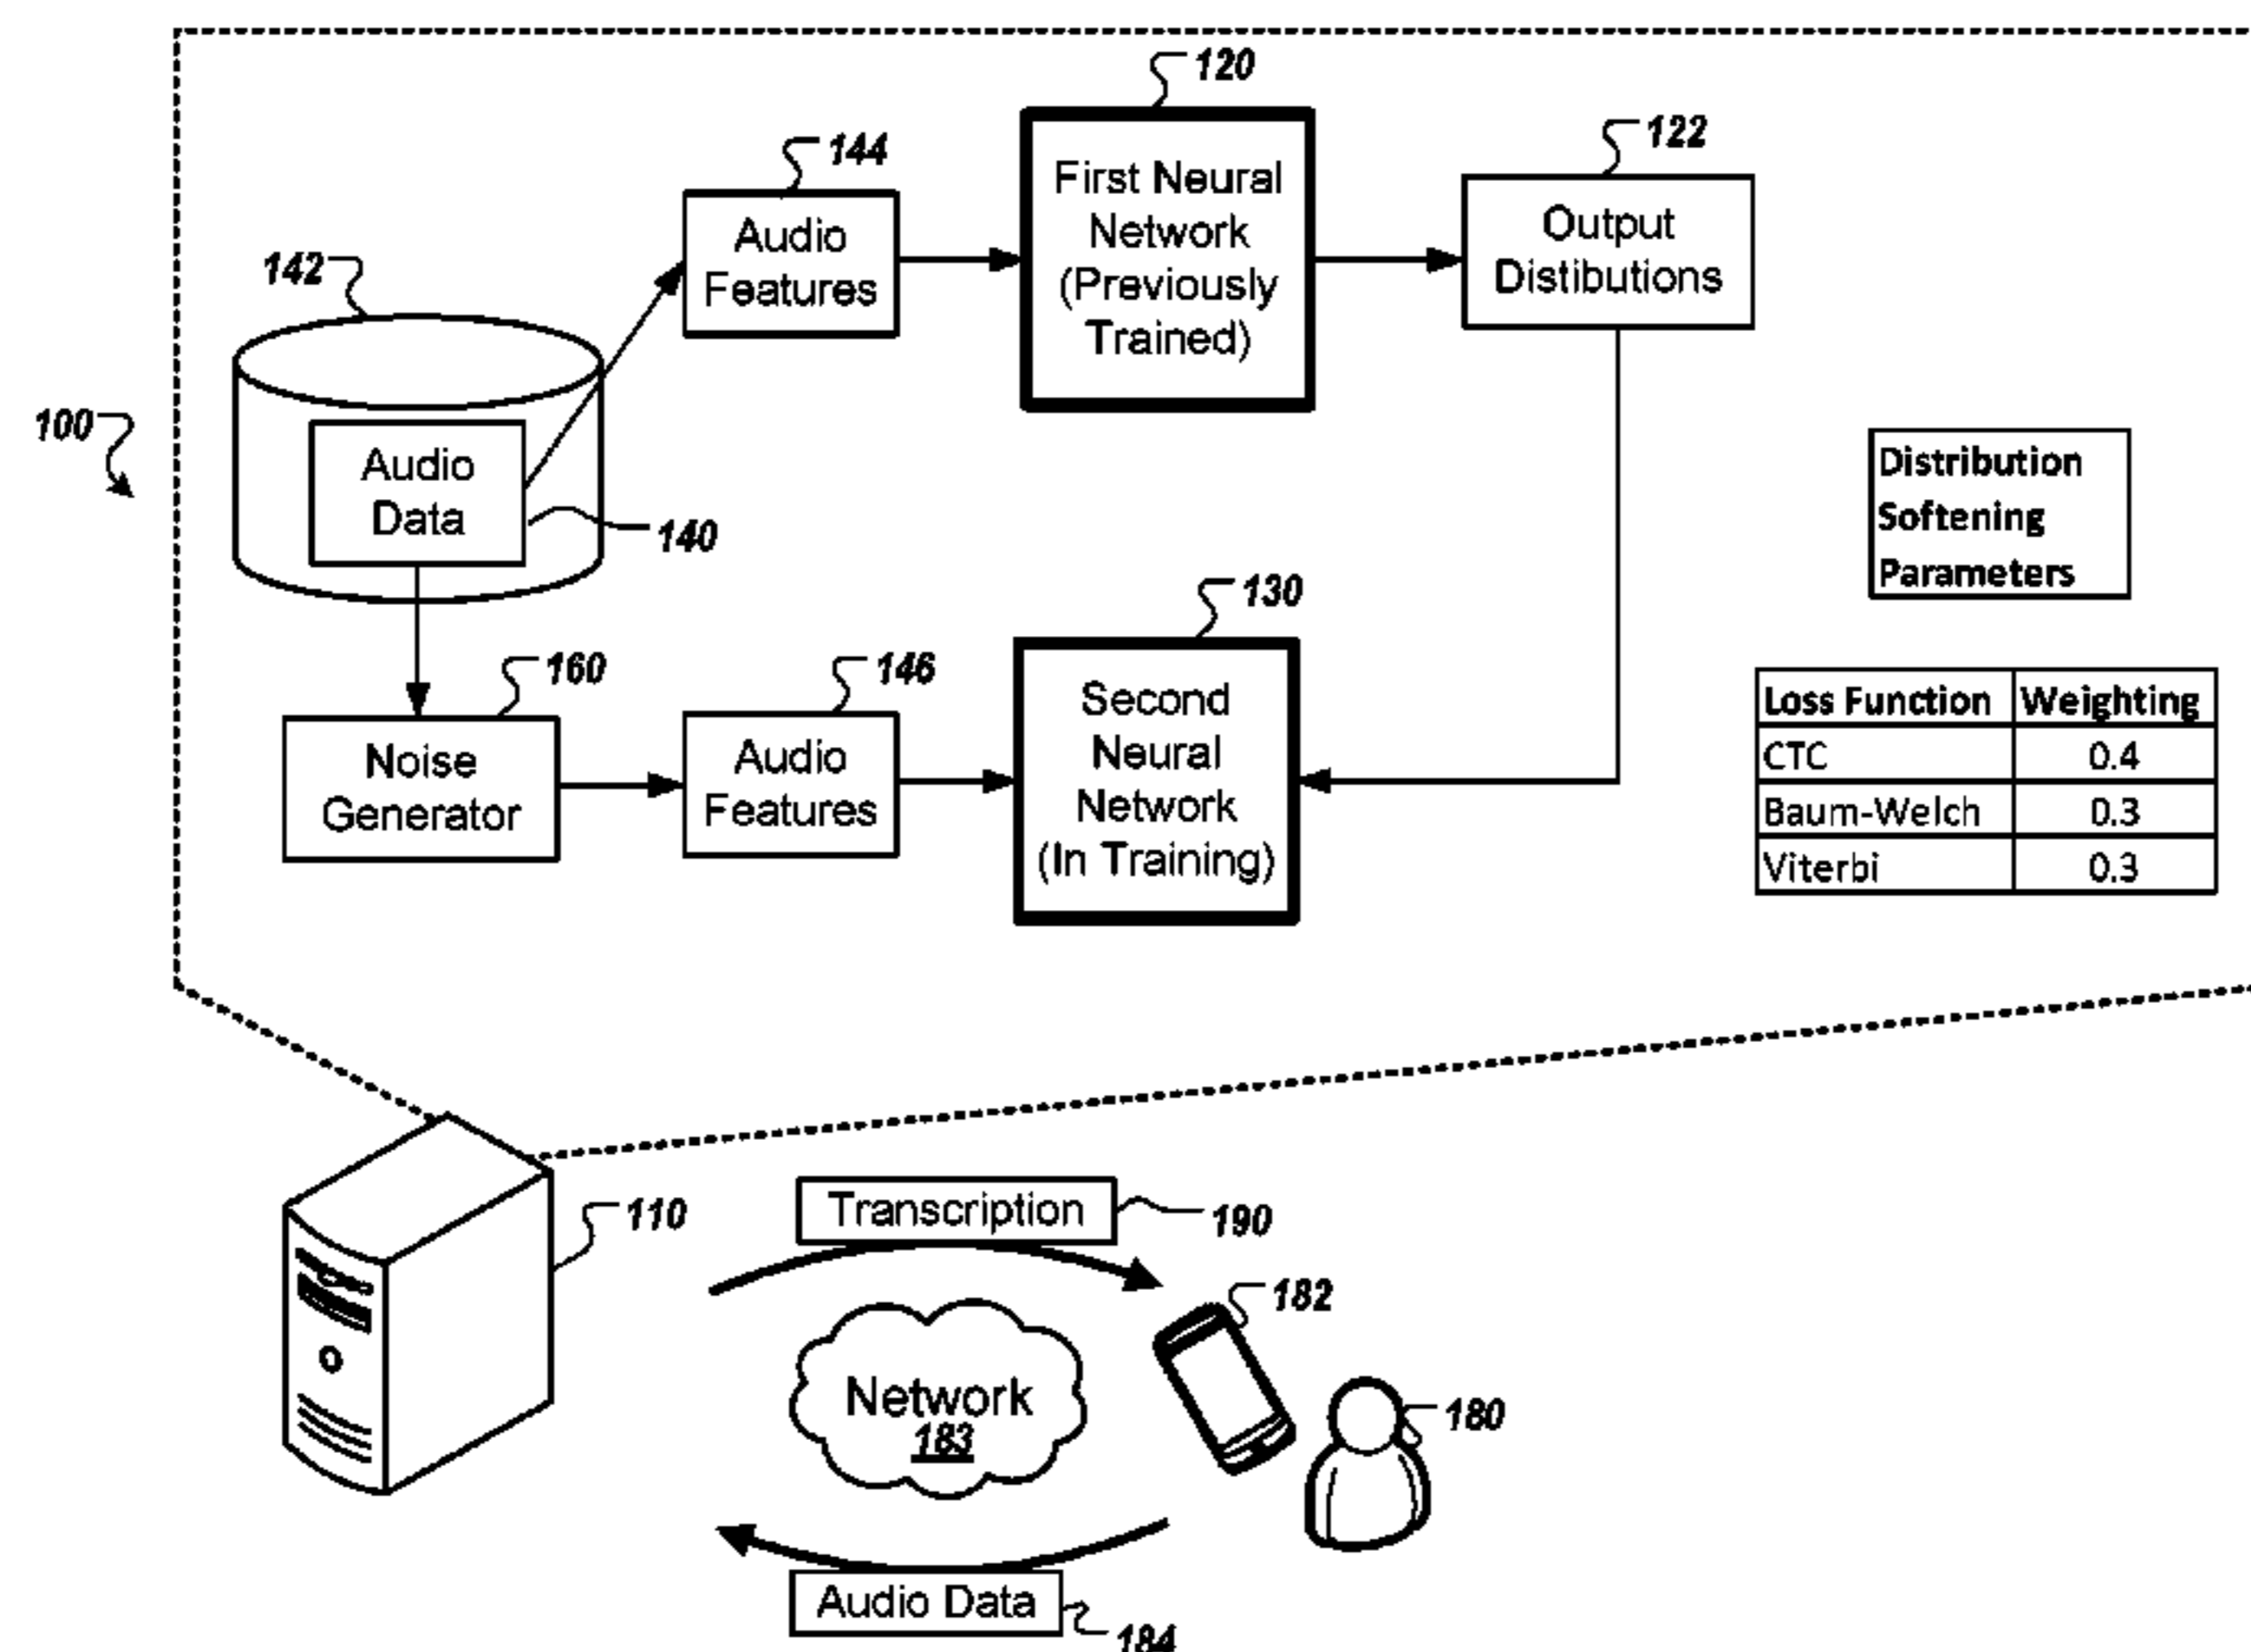 120
144
122
First Neural
Network
(Previously
Trained)
Audio
Features
Output
Distibutions
142
100
Audio
Data
140
Distribution
Softening
Parameters
130
160
146
Second
Neural
Network
(In Training)
Noise
Generator
Audio
Features
Loss Function Weighting
CTC 0.4
Baum-Welch 0.3
Viterbi 0.3
110
Transcription
190
182
Network
183
180
Audio Data
184